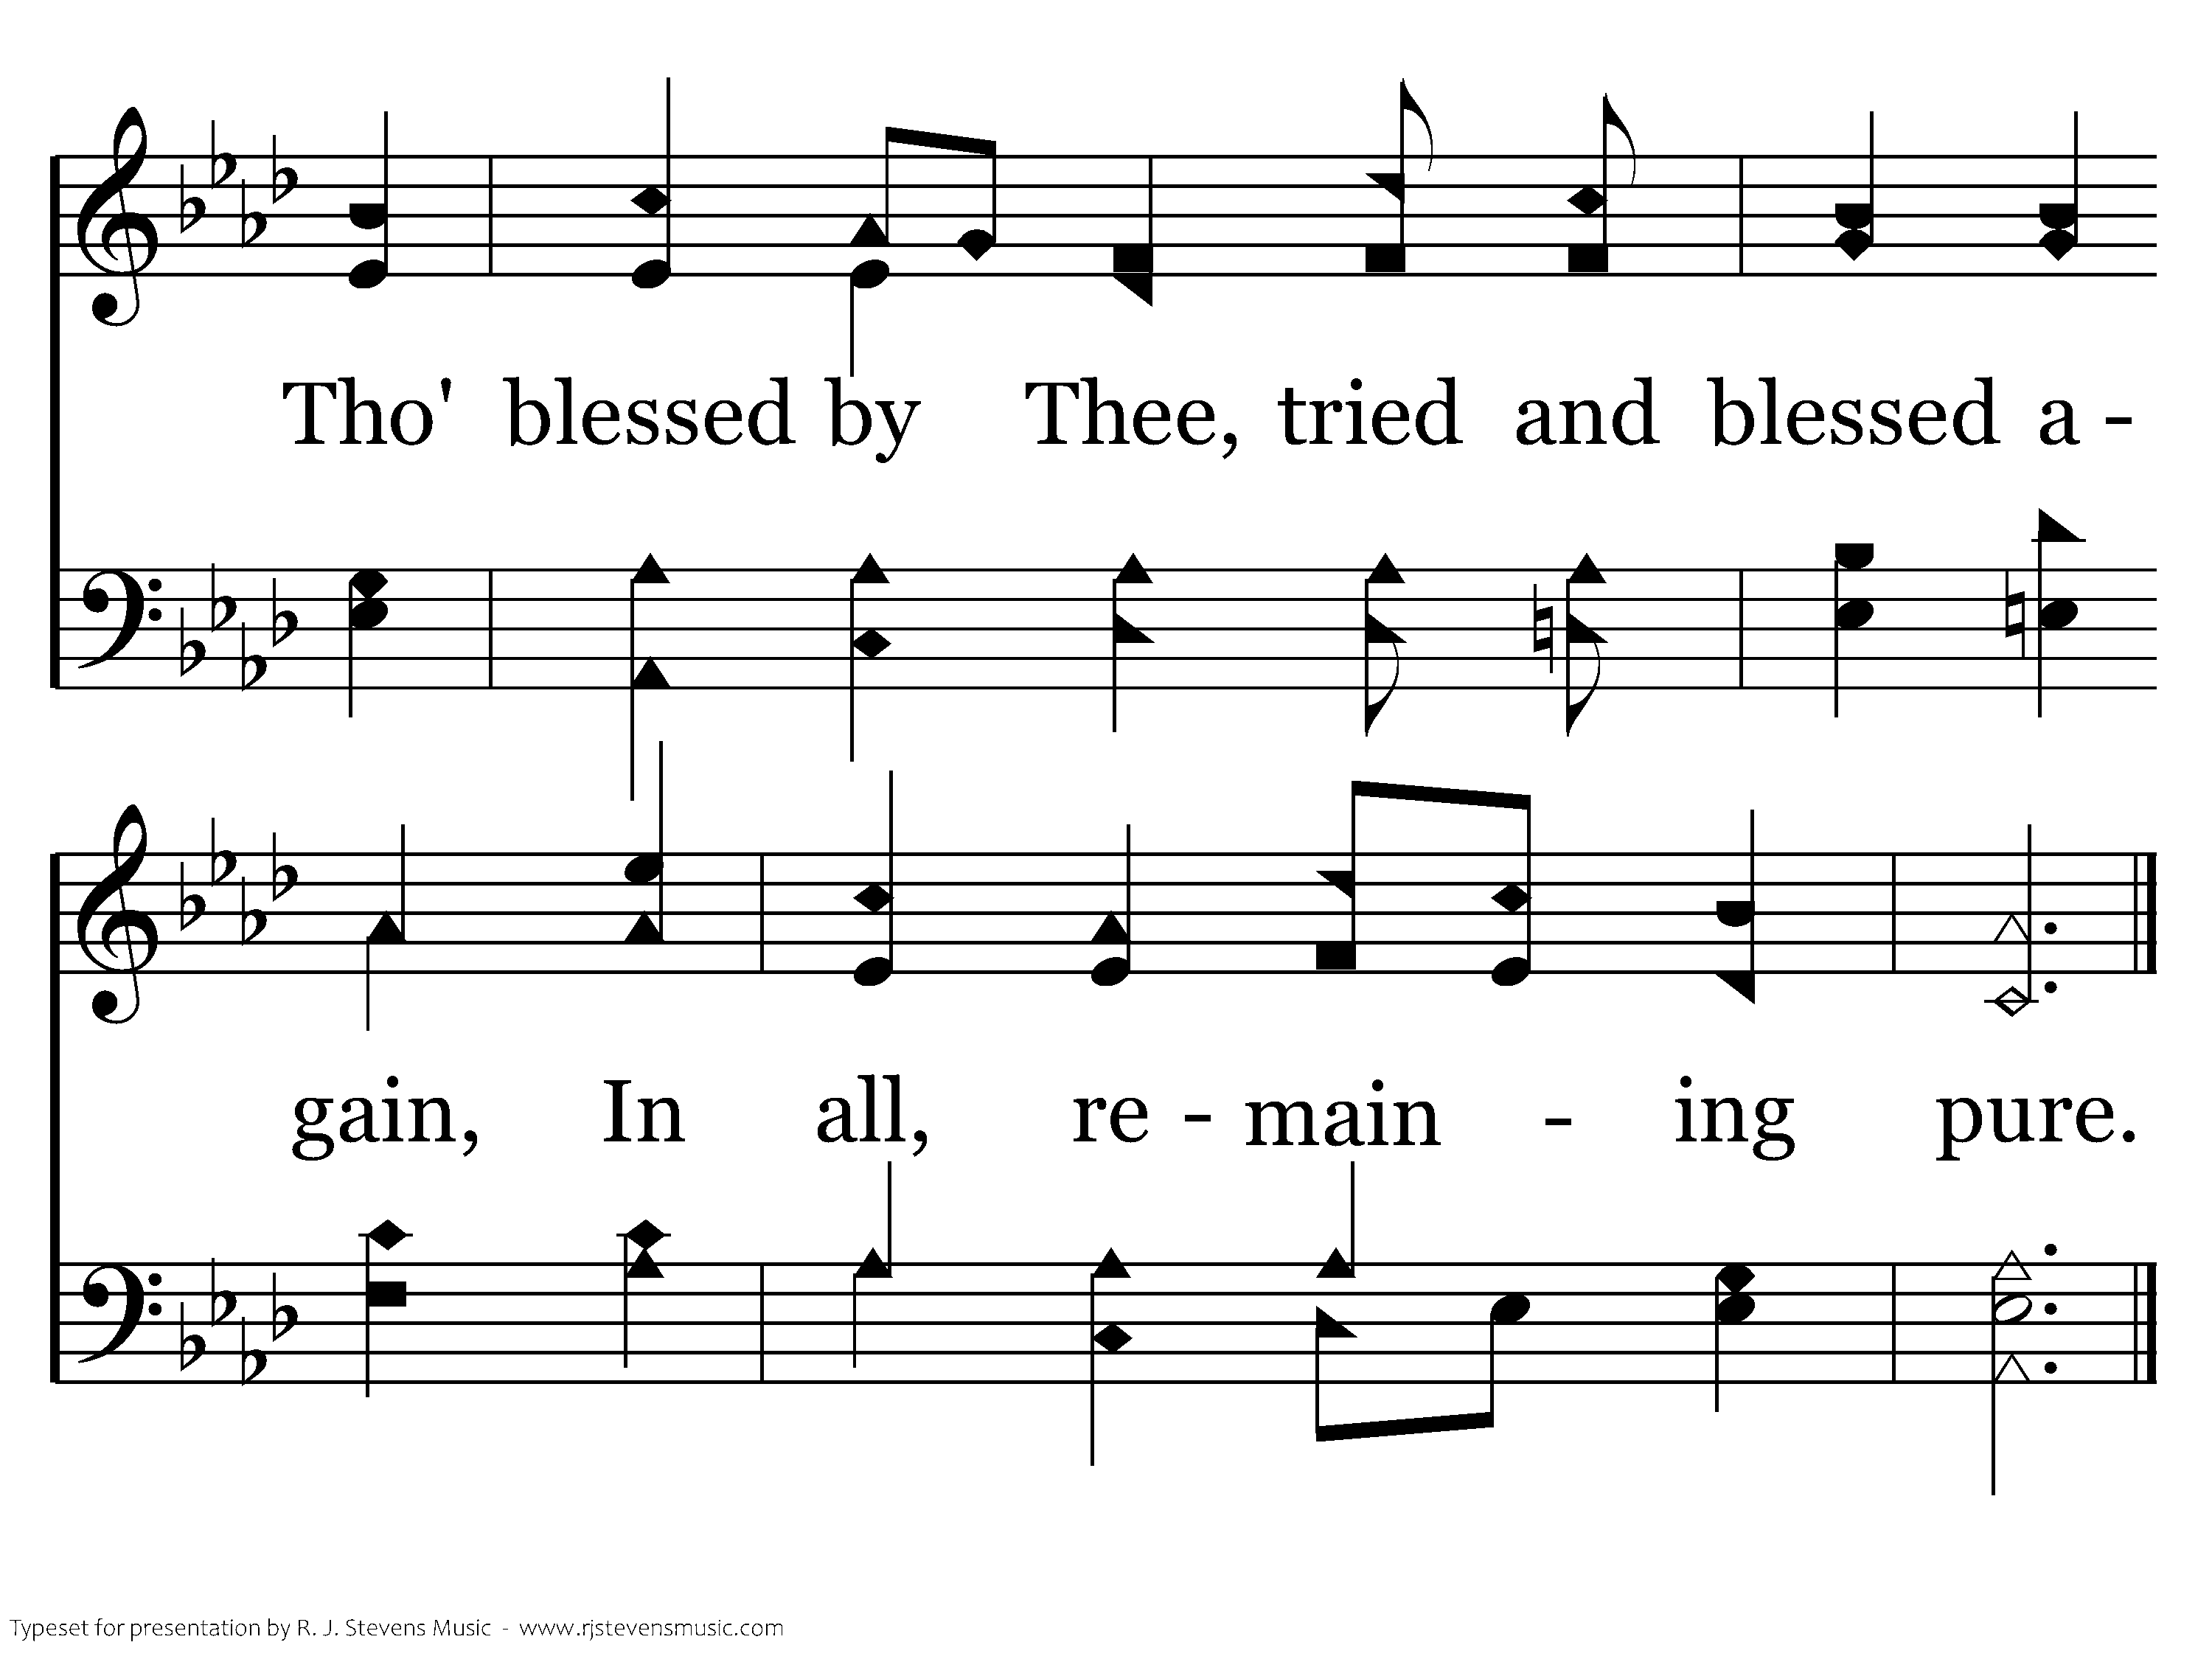 Tho' blessed by Thee, tried and blessed a -
gain, In all, re - main - ing pure.
Typeset for presentation by R. J. Stevens Music - www.rjstevensmusic.com